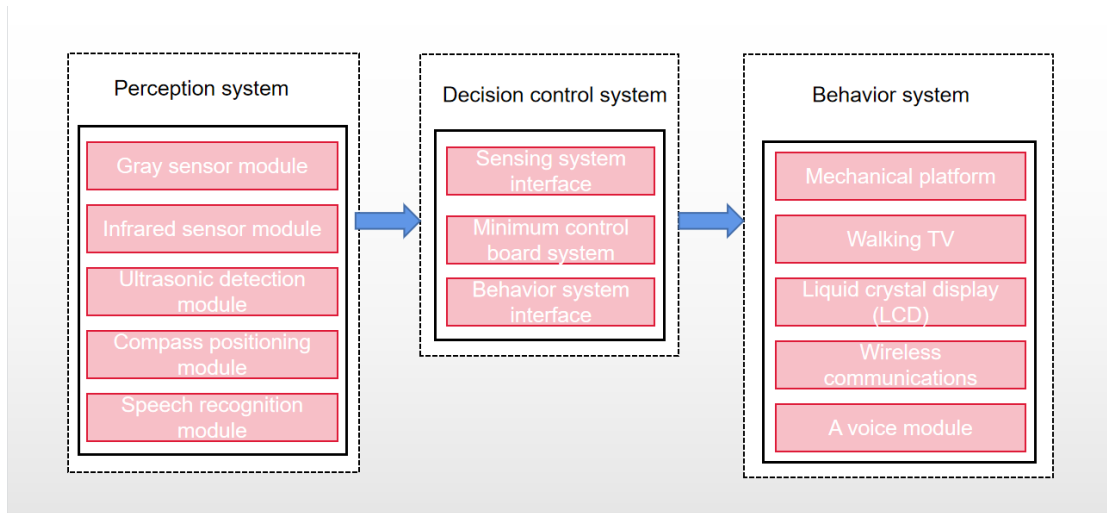 Perception system
Gray sensor module
Infrared sensor module
Ultrasonic detection
module
Compass positioning
module
Speech recognition
module
Decision control system
Sensing system
interface
Minimum control
board system
Behavior system
interface
Behavior system
Mechanical platform
Walking TV
Liquid crystal display
(LCD)
Wireless
communications
A voice module